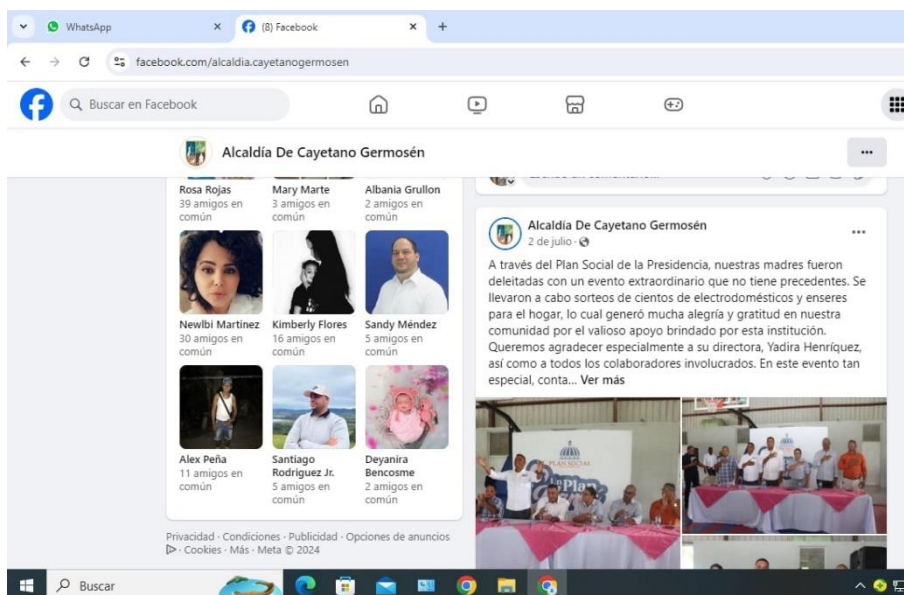 WhatsApp
(8) Facebook
facebook.com/alcaldia.cayetanogermosen
Buscar en Facebook
Alcaldía De Cayetano Germosén
Rosa Rojas
39 amigos en
común
Mary Marte
3 amigos en
común
Albania Grullon
2 amigos en
común
Newlbi Martinez
30 amigos en
común
Kimberly Flores
16 amigos en
común
Sandy Méndez
5 amigos en
común
Alex Peña
11 amigos en
común
Santiago
Rodriguez Jr.
5 amigos en
común
Deyanira
Bencosme
2 amigos en
común
Privacidad · Condiciones · Publicidad · Opciones de anuncios
· Cookies · Más · Meta © 2024
Alcaldía De Cayetano Germosén
2 de julio ·
A través del Plan Social de la Presidencia, nuestras madres fueron
deleitadas con un evento extraordinario que no tiene precedentes. Se
llevaron a cabo sorteos de cientos de electrodomésticos y enseres
para el hogar, lo cual generó mucha alegría y gratitud en nuestra
comunidad por el valioso apoyo brindado por esta institución.
Queremos agradecer especialmente a su directora, Yadira Henríquez,
así como a todos los colaboradores involucrados. En este evento tan
especial, conta... Ver más
PLAN SOCIAL
Plan
Buscar